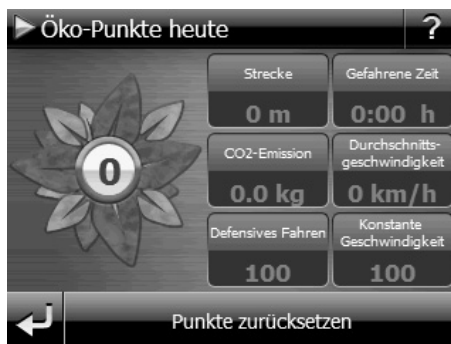 Öko-Punkte heute
?
Strecke
0 m
Gefahrene Zeit
0:00 h
0
CO2-Emission
0.0 kg
Durchschnitts-
geschwindigkeit
0 km/h
Defensives Fahren
100
Konstante
Geschwindigkeit
100
Punkte zurücksetzen